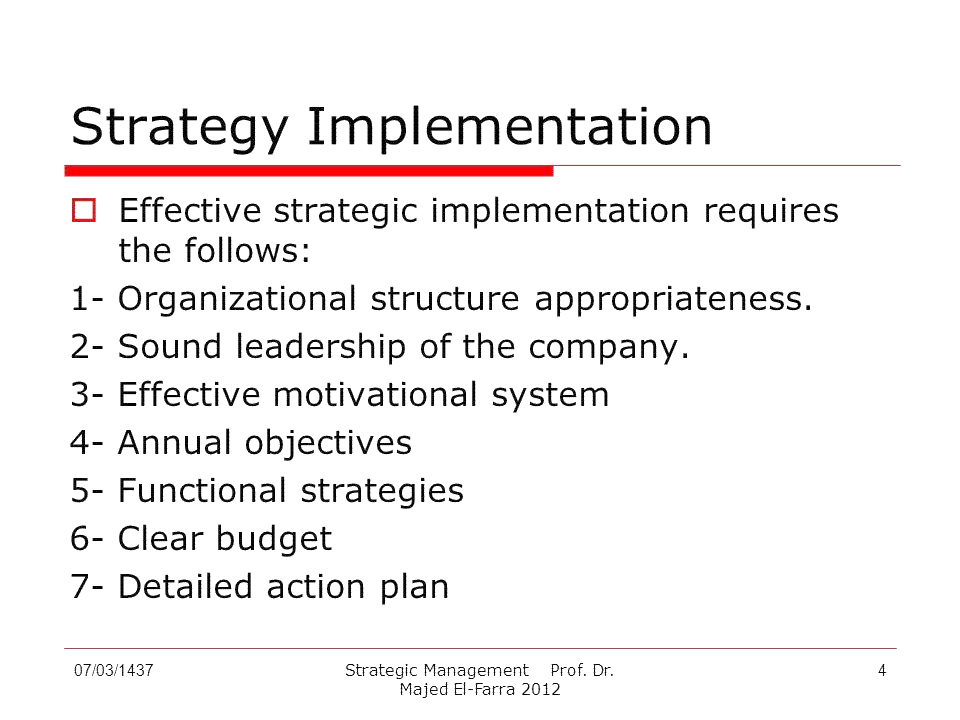 Strategy Implementation
Effective strategic implementation requires
the follows:
1- Organizational structure appropriateness.
2- Sound leadership of the company.
3- Effective motivational system
4- Annual objectives
5- Functional strategies
6- Clear budget
7- Detailed action plan
07/03/1437
Strategic Management Prof. Dr.
Majed El-Farra 2012
4